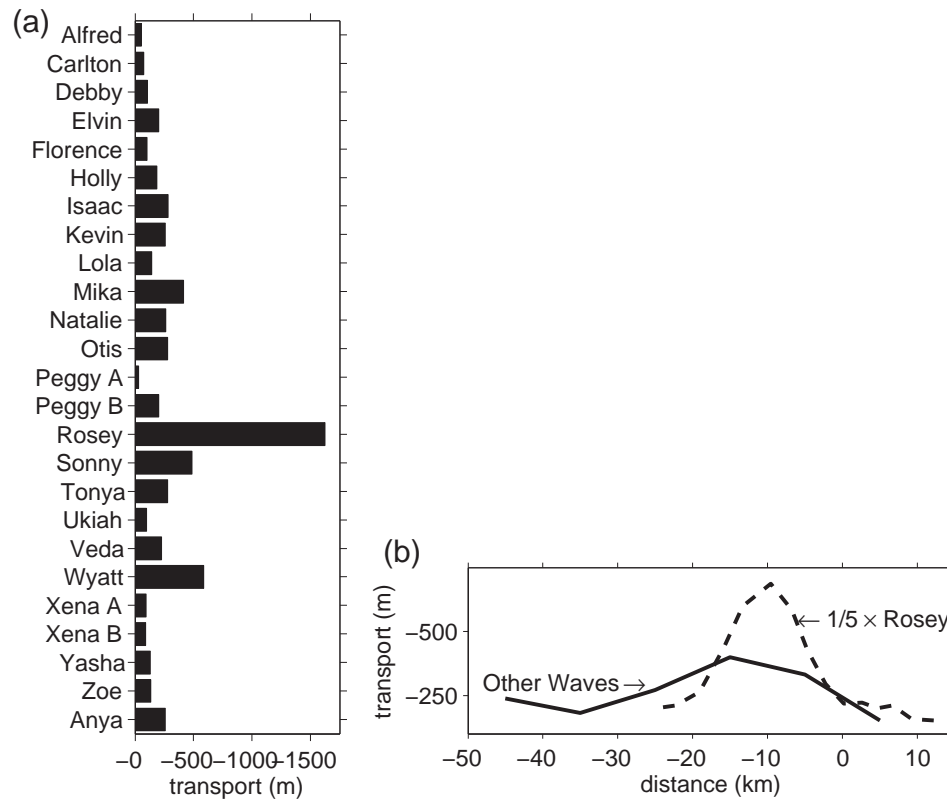 (a)
Alfred
Carlton
Debby
Elvin
Florence
Holly
Isaac
Kevin
Lola
Mika
Natalie
Otis
Peggy A
Peggy B
Rosey
Sonny
Tonya
Ukiah
Veda
Wyatt
Xena A
Xena B
Yasha
Zoe
Anya
−0 −500 −1000 −1500
transport (m)
(b)
transport (m)
−500
−250
←1/5 × Rosey
Other Waves→
−50 −40 −30 −20 −10 0 10
distance (km)